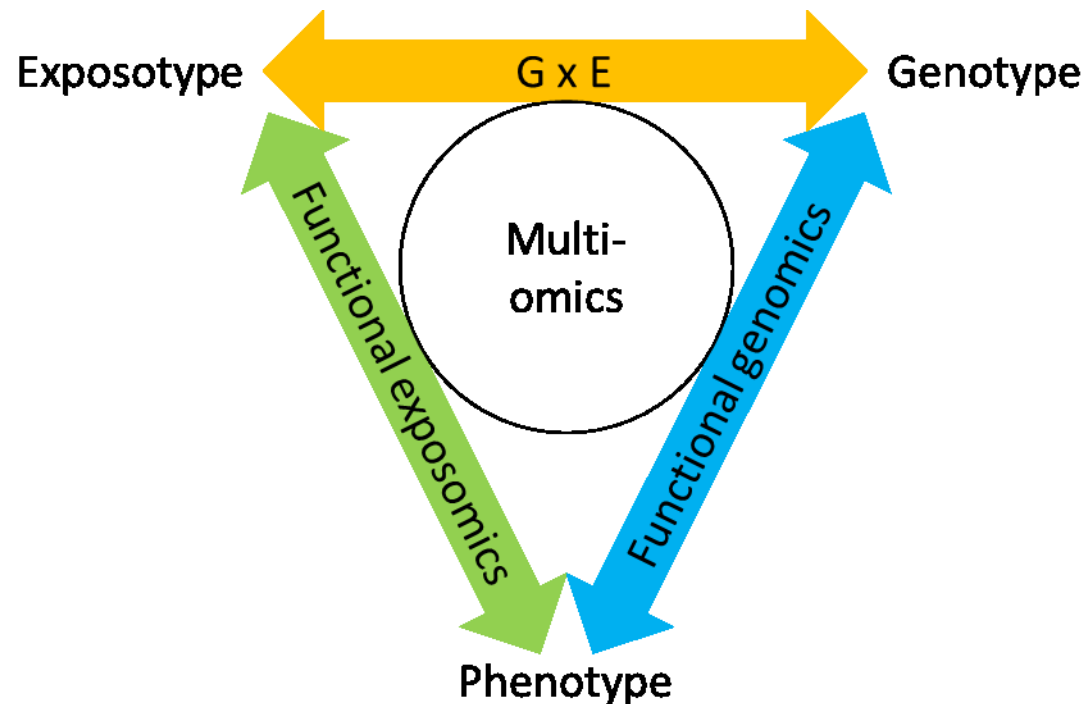 Exposotype
G x E
Genotype
Functional exposomics
Multi-
omics
Functional genomics
Phenotype